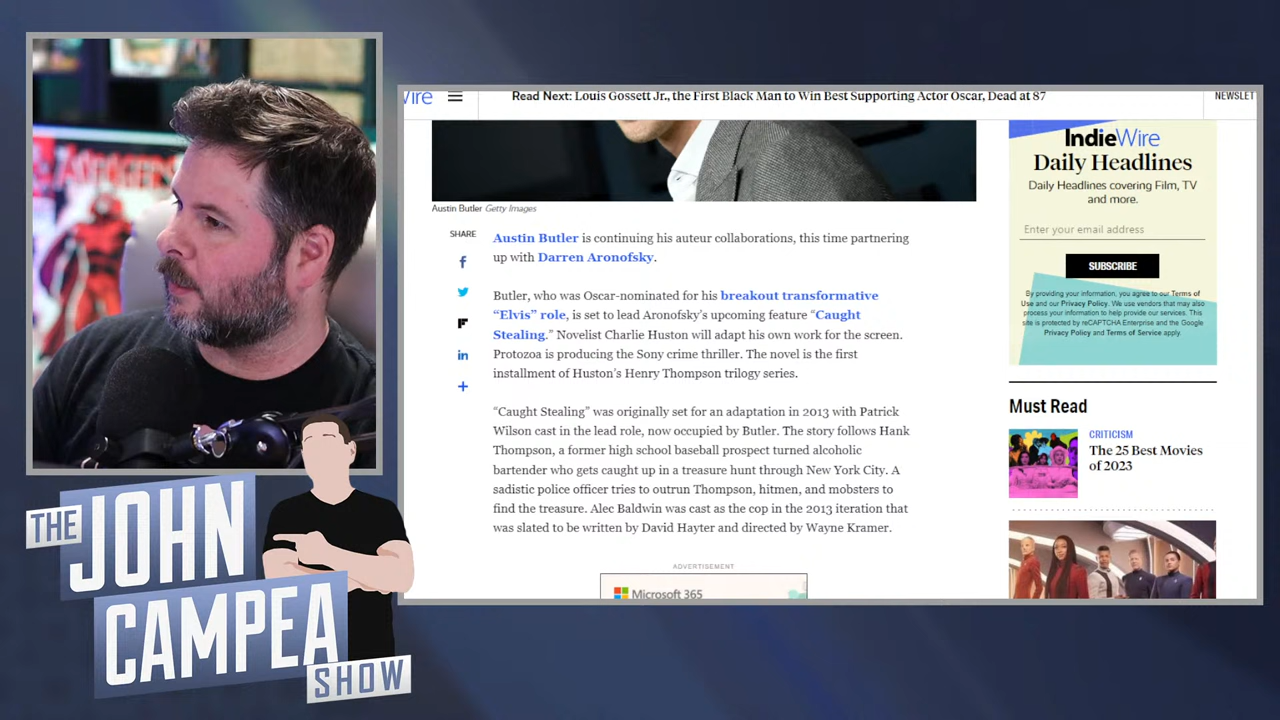 AVENGERS
THE
JOHN
CAMPEA
SHOW
Wire
Read Next: Louis Gossett Jr., the First Black Man to Win Best Supporting Actor Oscar, Dead at 87
NEWSLET
Austin Butler Getty Images
SHARE
Austin Butler is continuing his auteur collaborations, this time partnering
up with Darren Aronofsky.
Butler, who was Oscar-nominated for his breakout transformative
“Elvis” role, is set to lead Aronofsky’s upcoming feature “Caught
Stealing.” Novelist Charlie Huston will adapt his own work for the screen.
Protozoa is producing the Sony crime thriller. The novel is the first
installment of Huston’s Henry Thompson trilogy series.
“Caught Stealing” was originally set for an adaptation in 2013 with Patrick
Wilson cast in the lead role, now occupied by Butler. The story follows Hank
Thompson, a former high school baseball prospect turned alcoholic
bartender who gets caught up in a treasure hunt through New York City. A
sadistic police officer tries to outrun Thompson, hitmen, and mobsters to
find the treasure. Alec Baldwin was cast as the cop in the 2013 iteration that
was slated to be written by David Hayter and directed by Wayne Kramer.
ADVERTISEMENT
Microsoft 365
IndieWire
Daily Headlines
Daily Headlines covering Film, TV
and more.
Enter your email address
SUBSCRIBE
By providing your information, you agree to our Terms of
Use and our Privacy Policy. We use vendors that may also
process your information to help provide our services. This
site is protected by reCAPTCHA Enterprise and the Google
Privacy Policy and Terms of Service apply.
Must Read
CRITICISM
The 25 Best Movies
of 2023